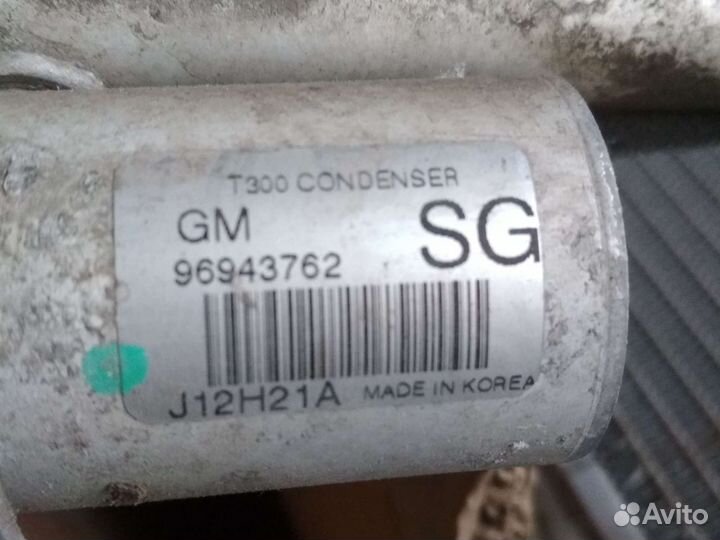 T300 CONDENSER
GM
SG
96943762
J12H21A MADE IN KOREA
Avito